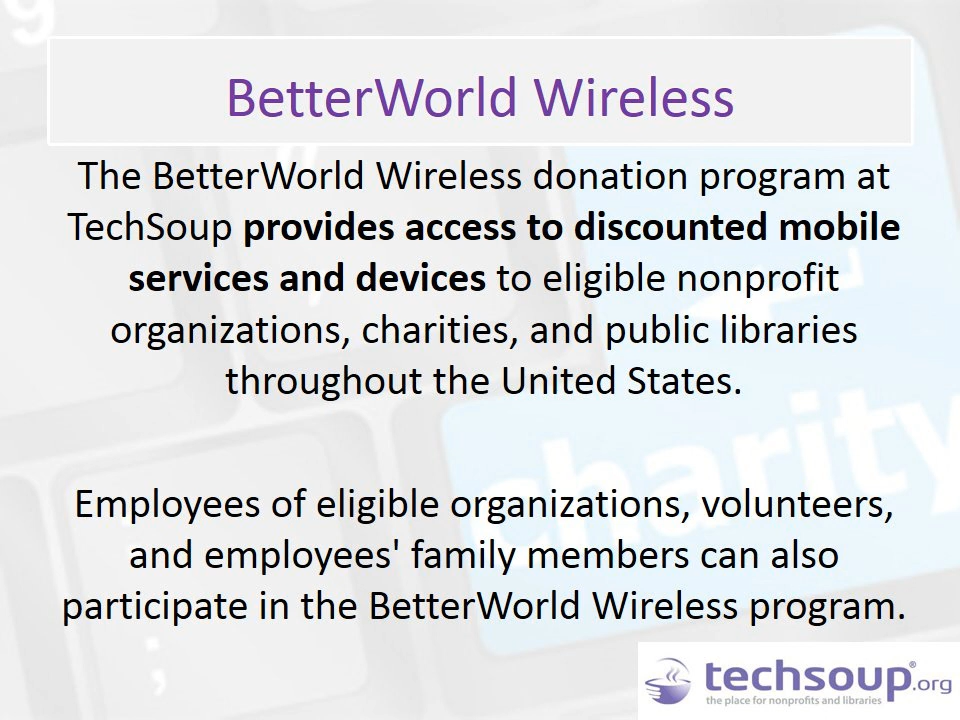 BetterWorld Wireless
The BetterWorld Wireless donation program at
TechSoup provides access to discounted mobile
services and devices to eligible nonprofit
organizations, charities, and public libraries
throughout the United States.
charity
Employees of eligible organizations, volunteers,
and employees' family members can also
participate in the BetterWorld Wireless program.
techsoup®.org
the place for nonprofits and libraries